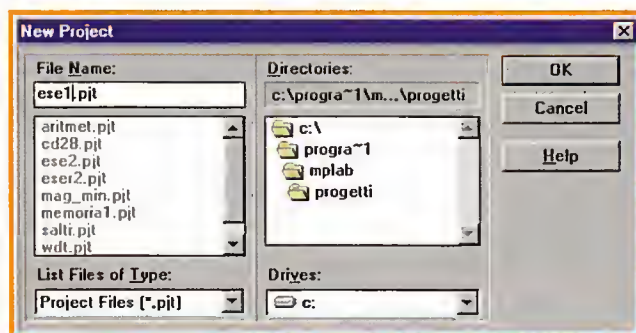 New Project
File Name:
ese1.pjt
aritmet.pjt
cd28.pjt
ese2.pjt
eser2.pjt
mag_min.pjt
memoria1.pjt
salti.pjt
wdt.pjt
List Files of Type:
Project Files (*.pjt)
Directories:
c:\progra~1\m...\progetti
c:\
progra~1
mplab
progetti
Drives:
c:
OK
Cancel
Help